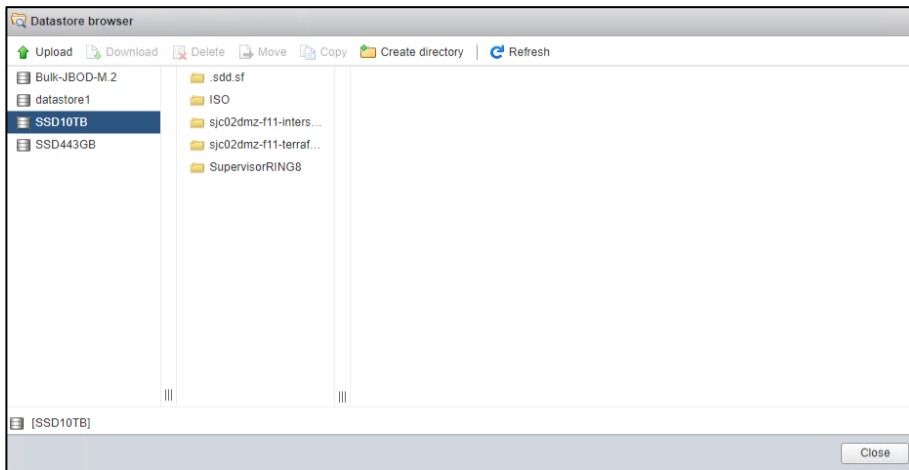 Datastore browser
Upload Download Delete Move Copy Create directory Refresh
Bulk-JBOD-M.2
datastore1
SSD10TB
SSD443GB
.sdd.sf
ISO
sjc02dmz-f11-inters...
sjc02dmz-f11-terraf...
SupervisorRING8
[SSD10TB]
Close